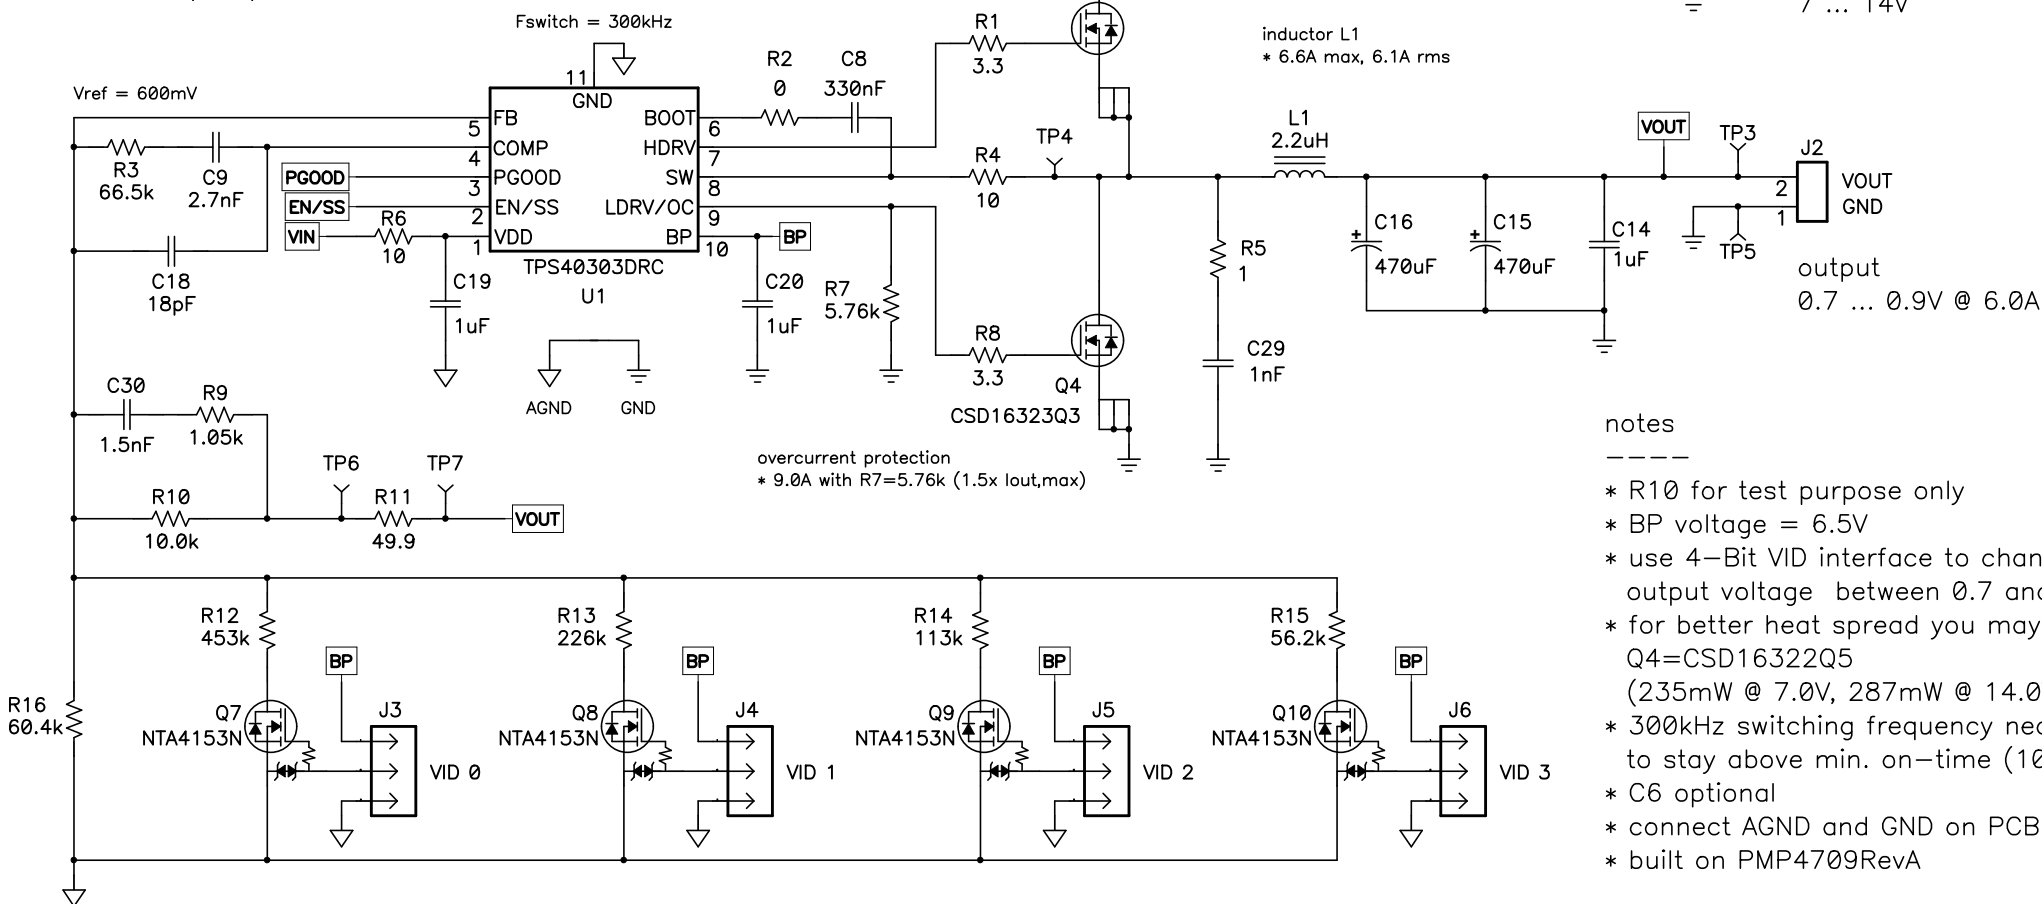 Fswitch = 300kHz
7 ... 14V
inductor L1
* 6.6A max, 6.1A rms
Vref = 600mV
R1
3.3
R2
0
C8
330nF
11
GND
FB
5
COMP
4
PGOOD
3
EN/SS
2
VDD
1
BOOT
6
HDRV
7
SW
8
LDRV/OC
9
BP
10
TPS40303DRC
U1
R3
66.5k
C9
2.7nF
PGOOD
EN/SS
VIN
R6
10
BP
C18
18pF
C19
1uF
C20
1uF
R7
5.76k
TP4
R4
10
L1
2.2uH
VOUT
TP3
J2
2
1
VOUT
GND
TP5
R5
1
C16
+
470uF
C15
+
470uF
C14
1uF
output
0.7 ... 0.9V @ 6.0A
R8
3.3
C29
1nF
Q4
CSD16323Q3
AGND
GND
C30
1.5nF
R9
1.05k
overcurrent protection
* 9.0A with R7=5.76k (1.5x Iout,max)
TP6
TP7
R10
10.0k
R11
49.9
VOUT
notes
----
* R10 for test purpose only
* BP voltage = 6.5V
* use 4-Bit VID interface to chan
output voltage between 0.7 and
* for better heat spread you may
Q4=CSD16322Q5
(235mW @ 7.0V, 287mW @ 14.0
* 300kHz switching frequency nec
to stay above min. on-time (10
* C6 optional
* connect AGND and GND on PCB
* built on PMP4709RevA
R12
453k
R13
226k
R14
113k
R15
56.2k
BP
BP
BP
BP
R16
60.4k
Q7
NTA4153N
J3
VID 0
Q8
NTA4153N
J4
VID 1
Q9
NTA4153N
J5
VID 2
Q10
NTA4153N
J6
VID 3